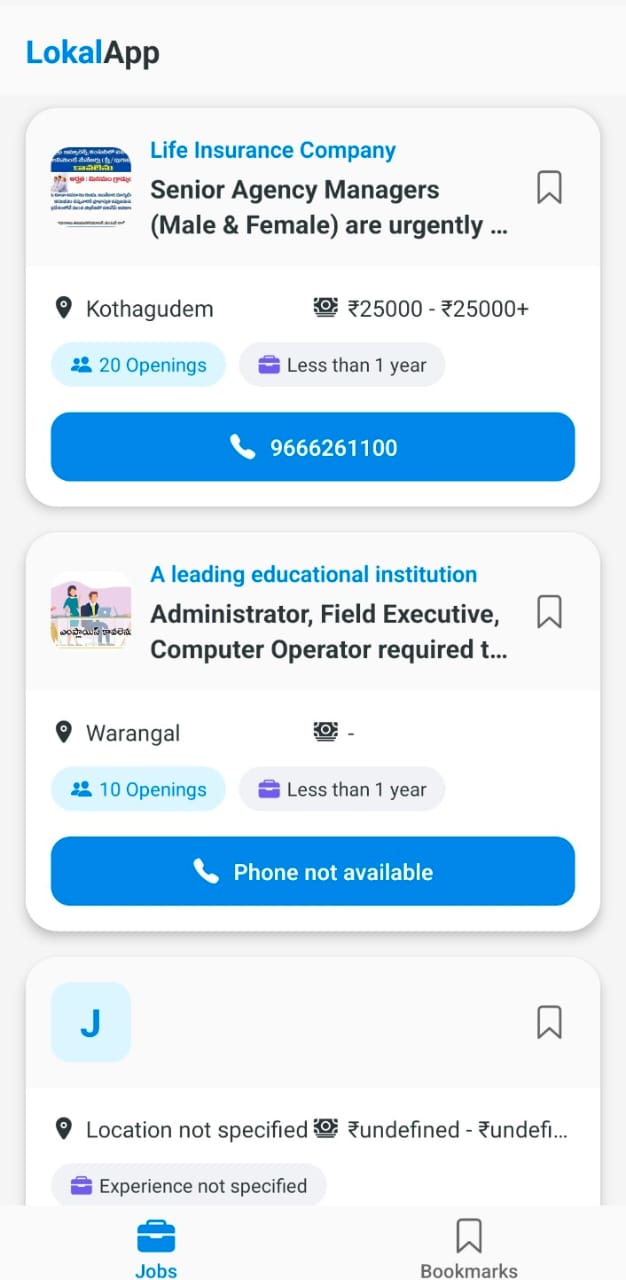 LokalApp
కావలెను
Life Insurance Company
Senior Agency Managers
(Male & Female) are urgently ...
Kothagudem
₹25000 - ₹25000+
20 Openings
Less than 1 year
9666261100
A leading educational institution
Administrator, Field Executive,
Computer Operator required t...
ఎంప్లాయిస్ కావలెను
Warangal
-
10 Openings
Less than 1 year
Phone not available
J
Location not specified
₹undefined - ₹undefi...
Experience not specified
Jobs
Bookmarks